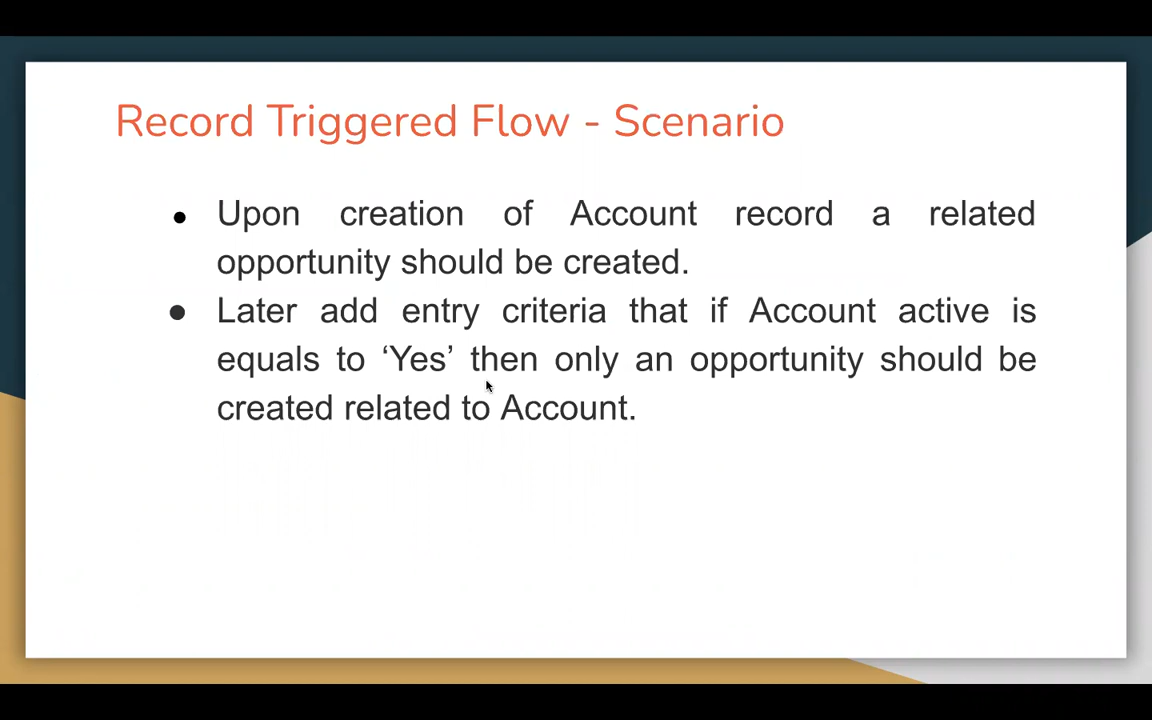 Record Triggered Flow - Scenario
● Upon creation of Account record a related
opportunity should be created.
● Later add entry criteria that if Account active is
equals to ‘Yes’ then only an opportunity should be
created related to Account.